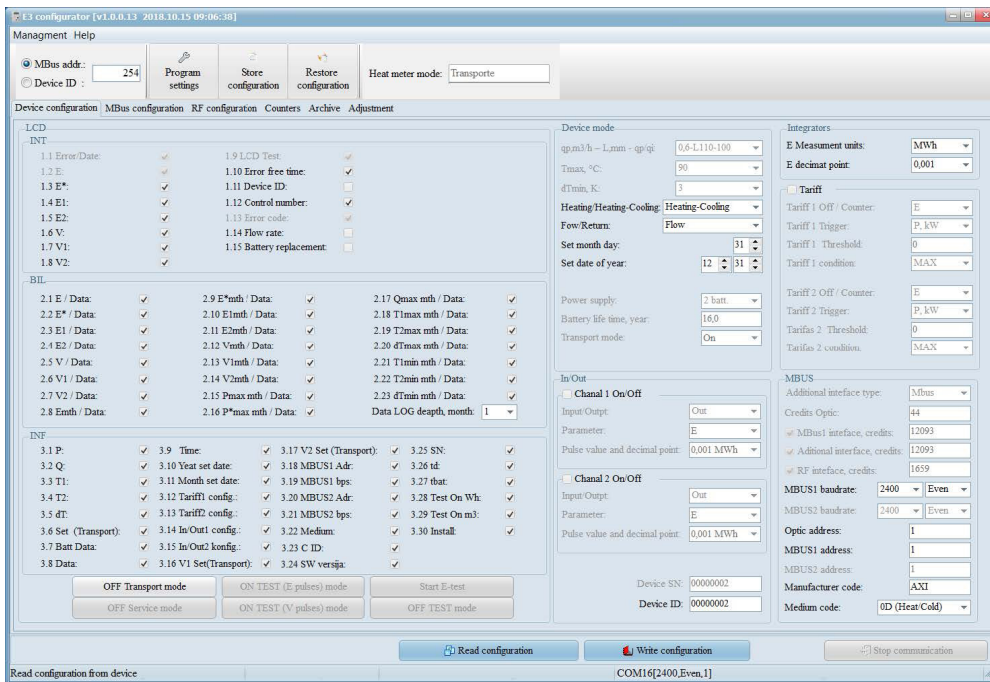 E3 configurator [v1.0.0.13 2018.10.15 09:06:38]
Managment Help
MBus addr.:
Device ID :
254
Program settings
Store configuration
Restore configuration
Heat meter mode: Transporte
Device configuration MBus configuration RF configuration Counters Archive Adjustment
LCD
INT
1.1 Error/Date:
1.2 E:
1.3 E*:
1.4 E1:
1.5 E2:
1.6 V:
1.7 V1:
1.8 V2:
1.9 LCD Test:
1.10 Error free time:
1.11 Device ID:
1.12 Control number:
1.13 Error code:
1.14 Flow rate:
1.15 Battery replacement:
BIL
2.1 E / Data:
2.2 E* / Data:
2.3 E1 / Data:
2.4 E2 / Data:
2.5 V / Data:
2.6 V1 / Data:
2.7 V2 / Data:
2.8 Emth / Data:
2.9 E*mth / Data:
2.10 E1mth / Data:
2.11 E2mth / Data:
2.12 Vmth / Data:
2.13 V1mth / Data:
2.14 V2mth / Data:
2.15 Pmax mth / Data:
2.16 P*max mth / Data:
2.17 Qmax mth / Data:
2.18 T1max mth / Data:
2.19 T2max mth / Data:
2.20 dTmax mth / Data:
2.21 T1min mth / Data:
2.22 T2min mth / Data:
2.23 dTmin mth / Data:
Data LOG deapth, month: 1
INF
3.1 P:
3.2 Q:
3.3 T1:
3.4 T2:
3.5 dT:
3.6 Set (Transport):
3.7 Batt Data:
3.8 Data:
3.9 Time:
3.10 Yeat set date:
3.11 Month set date:
3.12 Tariff1 config.:
3.13 Tariff2 config.:
3.14 In/Out1 config.:
3.15 In/Out2 konfig.:
3.16 V1 Set(Transport):
3.17 V2 Set (Transport):
3.18 MBUS1 Adr:
3.19 MBUS1 bps:
3.20 MBUS2 Adr:
3.21 MBUS2 bps:
3.22 Medium:
3.23 C ID:
3.24 SW versija:
3.25 SN:
3.26 td:
3.27 tbat:
3.28 Test On Wh:
3.29 Test On m3:
3.30 Install:
OFF Transport mode
ON TEST (E pulses) mode
Start E-test
OFF Service mode
ON TEST (V pulses) mode
OFF TEST mode
Device mode
qp,m3/h – L,mm - qp/qi: 0,6-L110-100
Tmax, °C: 90
dTmin, K: 3
Heating/Heating-Cooling: Heating-Cooling
Fow/Return: Flow
Set month day: 31
Set date of year: 12 31
Power supply: 2 batt.
Battery life time, year: 16,0
Transport mode: On
In/Out
Chanal 1 On/Off
Input/Outpt: Out
Parameter: E
Pulse value and decimal point: 0,001 MWh
Chanal 2 On/Off
Input/Outpt: Out
Parameter: E
Pulse value and decimal point: 0,001 MWh
Device SN: 00000002
Device ID: 00000002
Integrators
E Measument units: MWh
E decimat point: 0,001
Tariff
Tariff 1 Off / Counter: E
Tariff 1 Trigger: P, kW
Tariff 1 Threshold: 0
Tariff 1 condition: MAX
Tariff 2 Off / Counter: E
Tariff 2 Trigger: P, kW
Tarifas 2 Threshold: 0
Tarifas 2 condition: MAX
MBUS
Additional inteface type: Mbus
Credits Optic: 44
MBus1 inteface, credits: 12093
Aditional interface, credits: 12093
RF inteface, credits: 1659
MBUS1 baudrate: 2400 Even
MBUS2 baudrate: 2400 Even
Optic address: 1
MBUS1 address: 1
MBUS2 address: 1
Manufacturer code: AXI
Medium code: 0D (Heat/Cold)
Read configuration
Write configuration
Stop communication
Read configuration from device
COM16[2400,Even,1]